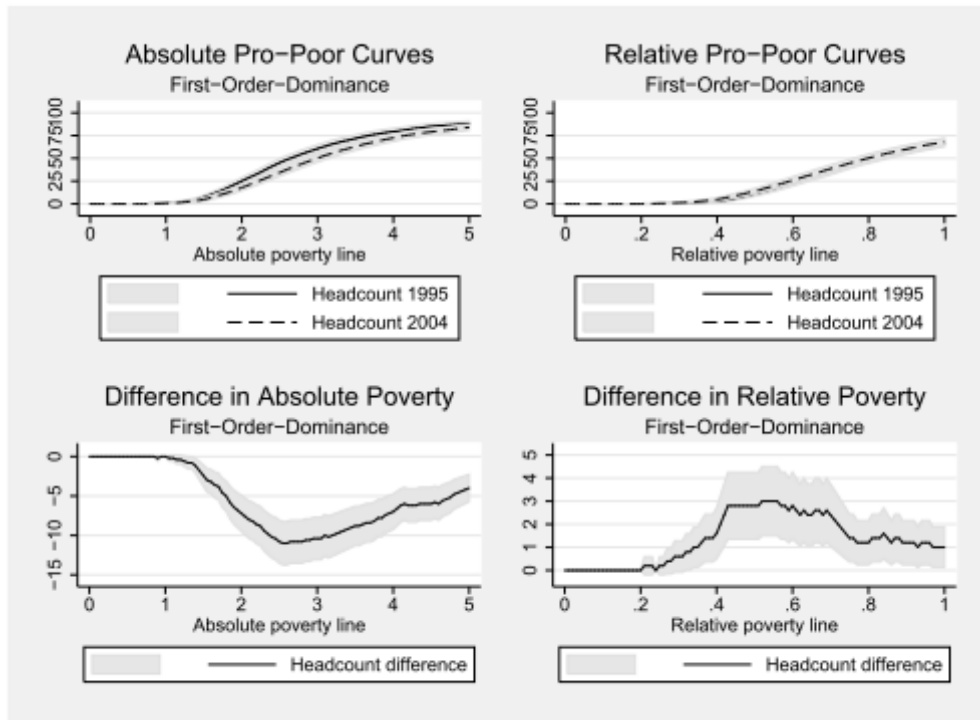 Absolute Pro−Poor Curves
First−Order−Dominance
0 25 50 75 100
0 1 2 3 4 5
Absolute poverty line
Headcount 1995
Headcount 2004
Relative Pro−Poor Curves
First−Order−Dominance
0 25 50 75 100
0 .2 .4 .6 .8 1
Relative poverty line
Headcount 1995
Headcount 2004
Difference in Absolute Poverty
First−Order−Dominance
−15 −10 −5 0
0 1 2 3 4 5
Absolute poverty line
Headcount difference
Difference in Relative Poverty
First−Order−Dominance
0 1 2 3 4 5
0 .2 .4 .6 .8 1
Relative poverty line
Headcount difference